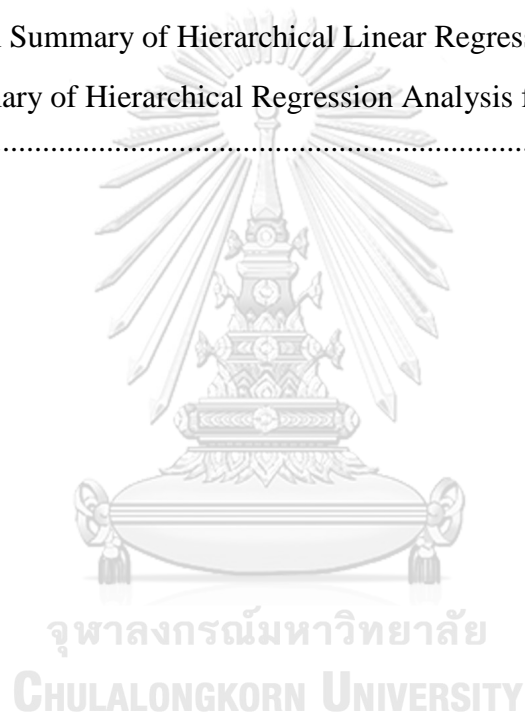 Summary of Hierarchical Linear Regress
ary of Hierarchical Regression Analysis f
................................................................................
จุฬาลงกรณ์มหาวิทยาลัย
CHULALONGKORN UNIVERSITY